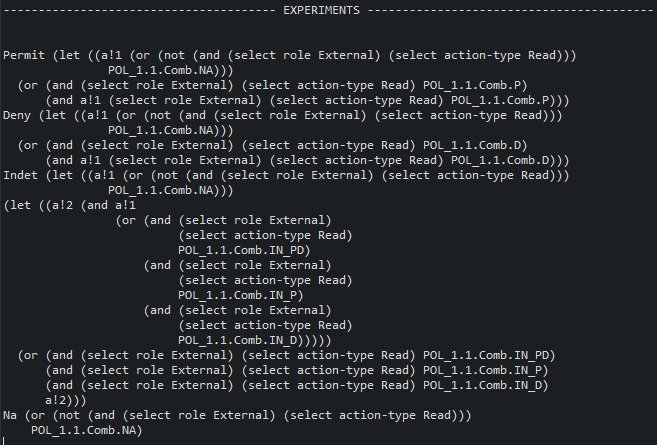 --------------------------------------- EXPERIMENTS -----------------------------------------
Permit (let ((a!1 (or (not (and (select role External) (select action-type Read)))
POL_1.1.Comb.NA)))
(or (and (select role External) (select action-type Read) POL_1.1.Comb.P)
(and a!1 (select role External) (select action-type Read) POL_1.1.Comb.P)))
Deny (let ((a!1 (or (not (and (select role External) (select action-type Read)))
POL_1.1.Comb.NA)))
(or (and (select role External) (select action-type Read) POL_1.1.Comb.D)
(and a!1 (select role External) (select action-type Read) POL_1.1.Comb.D)))
Indet (let ((a!1 (or (not (and (select role External) (select action-type Read)))
POL_1.1.Comb.NA)))
(let ((a!2 (and a!1
(or (and (select role External)
(select action-type Read)
POL_1.1.Comb.IN_PD)
(and (select role External)
(select action-type Read)
POL_1.1.Comb.IN_P)
(and (select role External)
(select action-type Read)
POL_1.1.Comb.IN_D)))))
(or (and (select role External) (select action-type Read) POL_1.1.Comb.IN_PD)
(and (select role External) (select action-type Read) POL_1.1.Comb.IN_P)
(and (select role External) (select action-type Read) POL_1.1.Comb.IN_D)
a!2)))
Na (or (not (and (select role External) (select action-type Read)))
POL_1.1.Comb.NA)